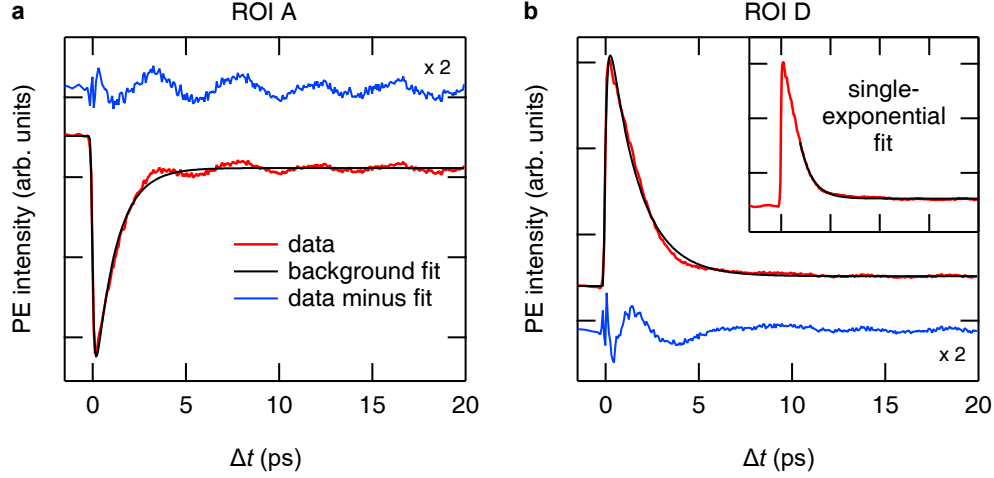 a
ROI A
x 2
PE intensity (arb. units)
data
background fit
data minus fit
0
5
10
15
20
Δt (ps)
b
ROI D
single-
exponential
fit
PE intensity (arb. units)
x 2
0
5
10
15
20
Δt (ps)